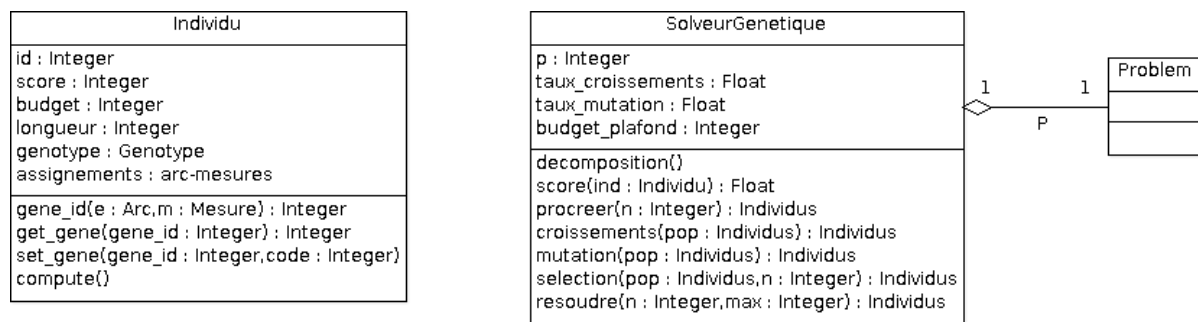 Individu
id : Integer
score : Integer
budget : Integer
longueur : Integer
genotype : Genotype
assignements : arc-mesures
gene_id(e : Arc,m : Mesure) : Integer
get_gene(gene_id : Integer) : Integer
set_gene(gene_id : Integer,code : Integer)
compute()
SolveurGenetique
p : Integer
taux_croissements : Float
taux_mutation : Float
budget_plafond : Integer
decomposition()
score(ind : Individu) : Float
procreer(n : Integer) : Individus
croissements(pop : Individus) : Individus
mutation(pop : Individus) : Individus
selection(pop : Individus,n : Integer) : Individus
resoudre(n : Integer,max : Integer) : Individus
1
1
P
Problem